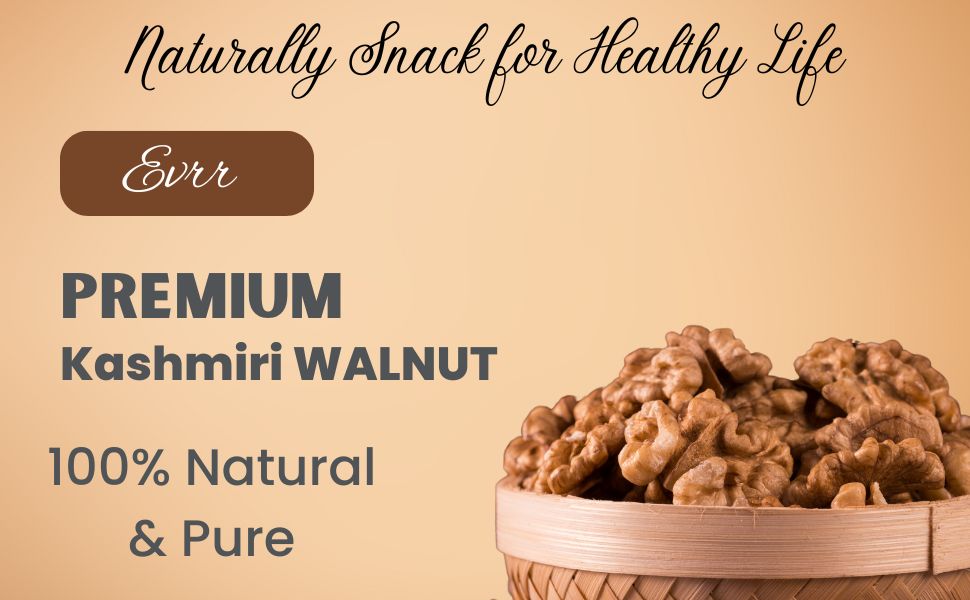 Naturally Snack for Healthy Life
Evrr
PREMIUM
Kashmiri WALNUT
100% Natural
& Pure